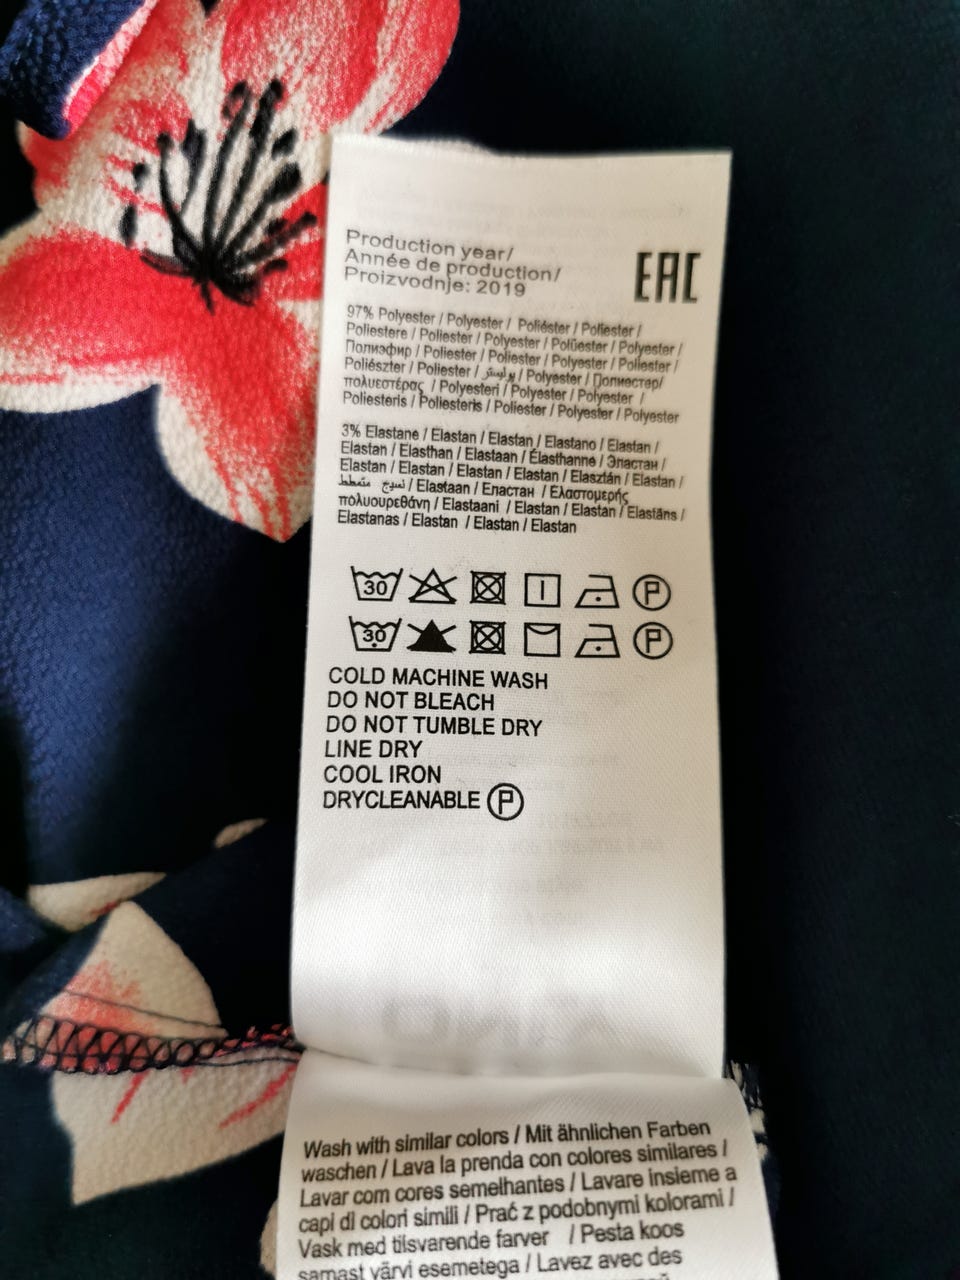 Production year/
Année de production/
Proizvodnje: 2019
EAC
97% Polyester / Polyester / Poliéster / Poliester /
Poliestere / Poliester / Polyester / Polüester / Polyester /
Полиэфир / Poliester / Poliester / Polyester / Poliester /
Poliészter / Poliester / بوليستر / Polyester / Полиестер/
πολυεστέρας / Polyesteri / Polyester / Polyester /
Poliesteris / Poliesteris / Poliester / Polyester / Polyester
3% Elastane / Elastan / Elastan / Elastano / Elastan /
Elastan / Elasthan / Elastaan / Élasthanne / Эластан /
Elastan / Elastan / Elastan / Elastan / Elasztán / Elastan /
نسيج متمطط / Elastaan / Еластан / Ελαστομερής
πολυουρεθάνη / Elastaani / Elastan / Elastan / Elastāns /
Elastanas / Elastan / Elastan / Elastan
30 P
30 P
COLD MACHINE WASH
DO NOT BLEACH
DO NOT TUMBLE DRY
LINE DRY
COOL IRON
DRYCLEANABLE P
Wash with similar colors / Mit ähnlichen Farben
waschen / Lava la prenda con colores similares /
Lavar com cores semelhantes / Lavare insieme a
capi di colori simili / Prać z podobnymi kolorami /
Vask med tilsvarende farver / Pesta koos
samast värvi esemetega / Lavez avec des